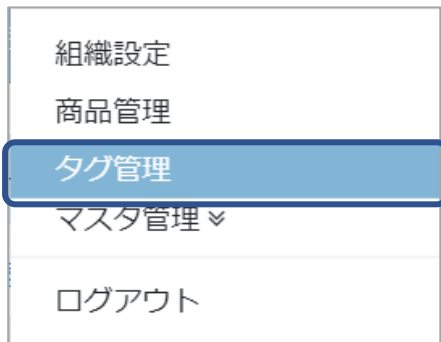 組織設定
商品管理
タグ管理
マスタ管理
ログアウト